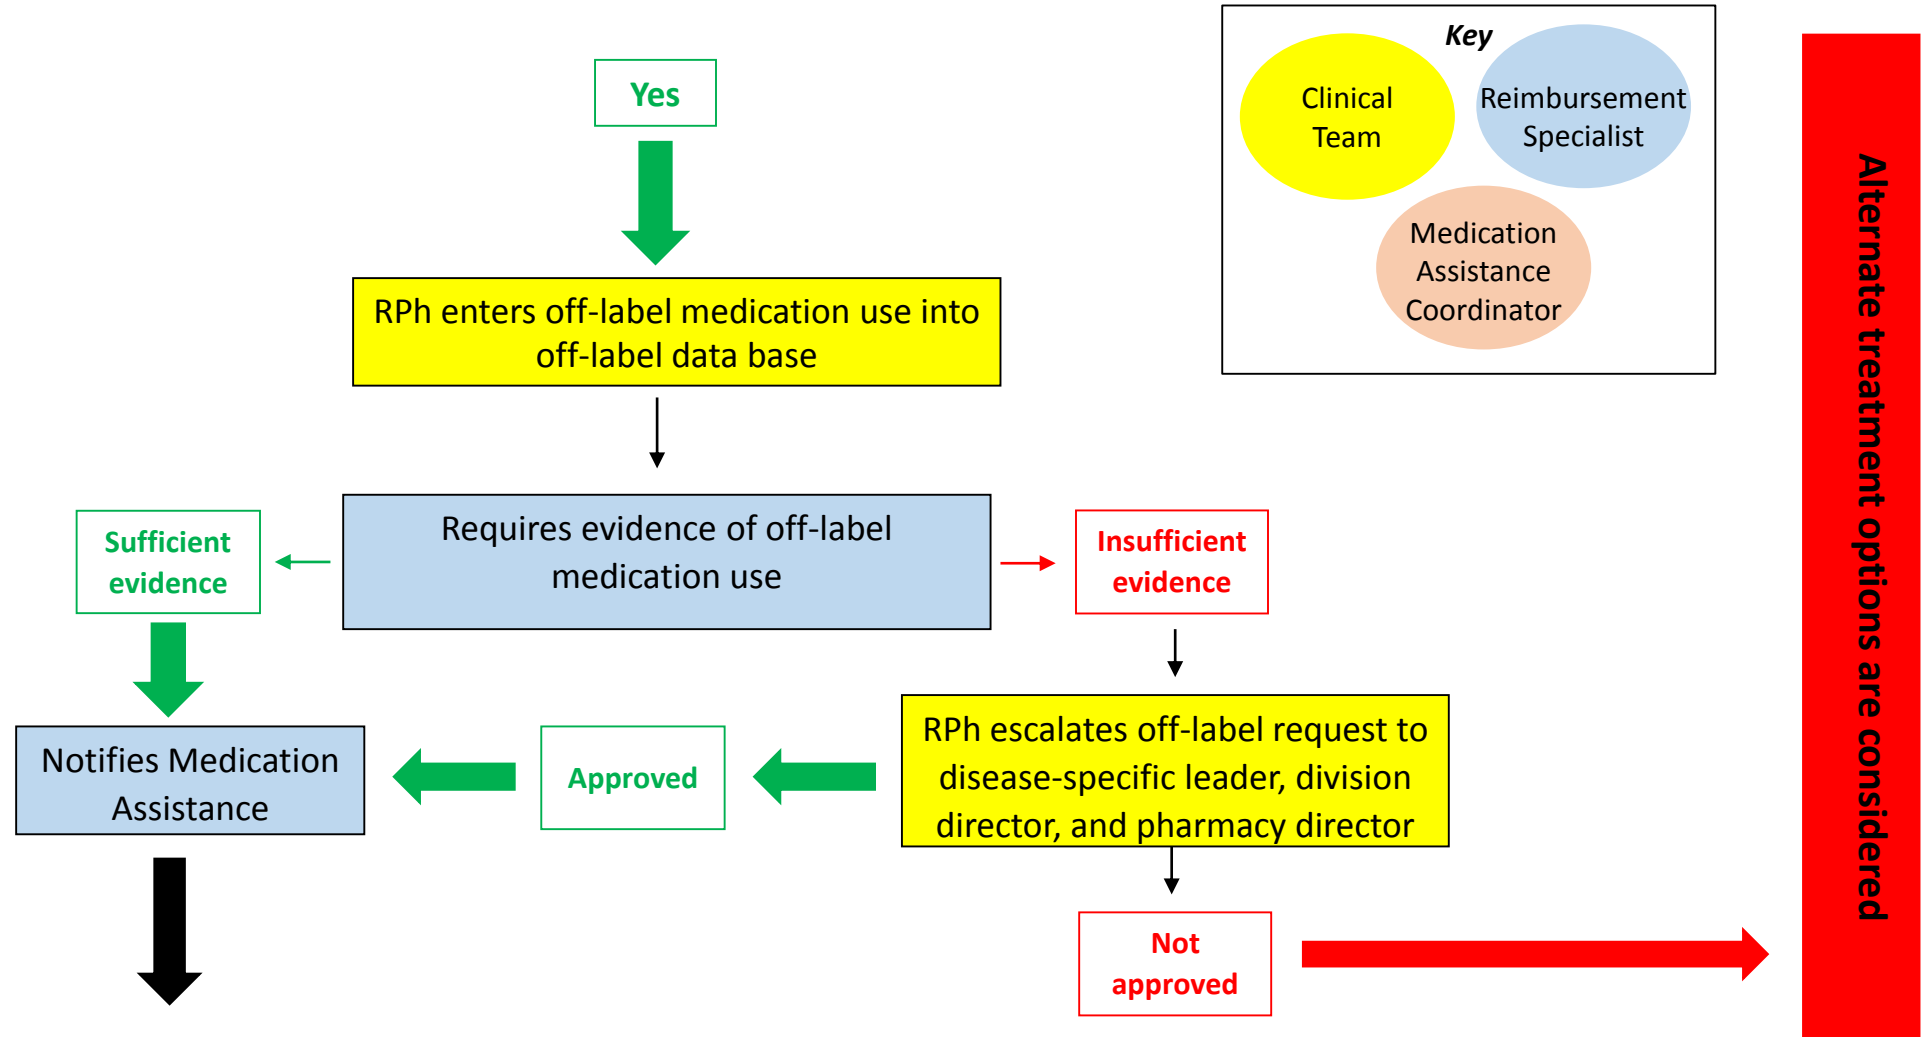 Yes
Key
Clinical
Team
Reimbursement
Specialist
Medication
Assistance
Coordinator
RPh enters off-label medication use into
off-label data base
Requires evidence of off-label
medication use
Sufficient
evidence
Insufficient
evidence
Notifies Medication
Assistance
Approved
RPh escalates off-label request to
disease-specific leader, division
director, and pharmacy director
Not
approved
Alternate treatment options are considered